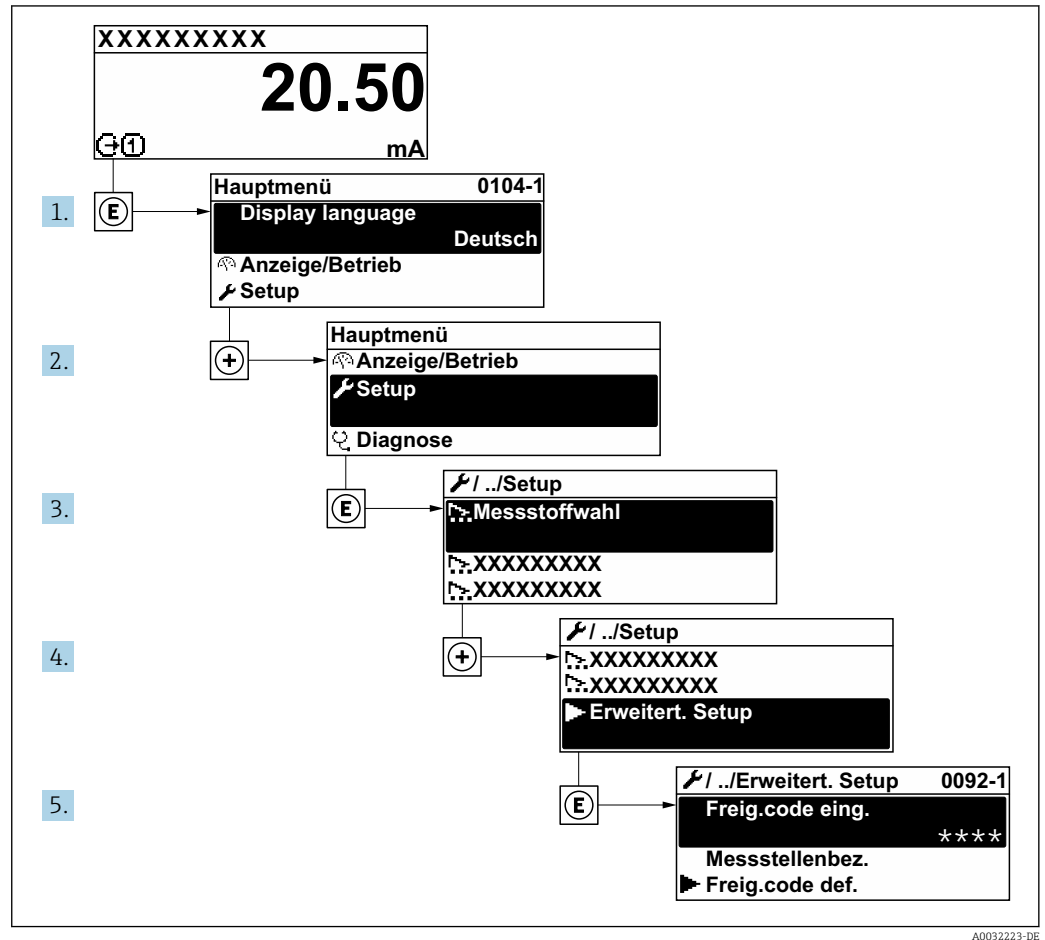 XXXXXXXXX
20.50
1 mA
1. E
Hauptmenü 0104-1
Display language
Deutsch
Anzeige/Betrieb
Setup
2. +
Hauptmenü
Anzeige/Betrieb
Setup
Diagnose
3. E
/ ../Setup
Messstoffwahl
XXXXXXXXX
XXXXXXXXX
4. +
/ ../Setup
XXXXXXXXX
XXXXXXXXX
Erweitert. Setup
5. E
/ ../Erweitert. Setup 0092-1
Freig.code eing.
****
Messstellenbez.
Freig.code def.
A0032223-DE